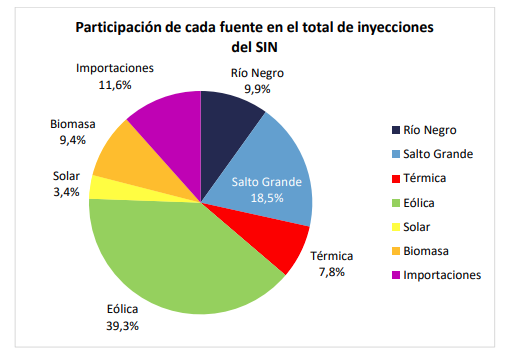 Participación de cada fuente en el total de inyecciones
del SIN
Importaciones
11,6%
Río Negro
9,9%
Biomasa
9,4%
Solar
3,4%
Salto Grande
18,5%
Térmica
7,8%
Eólica
39,3%
Río Negro
Salto Grande
Térmica
Eólica
Solar
Biomasa
Importaciones